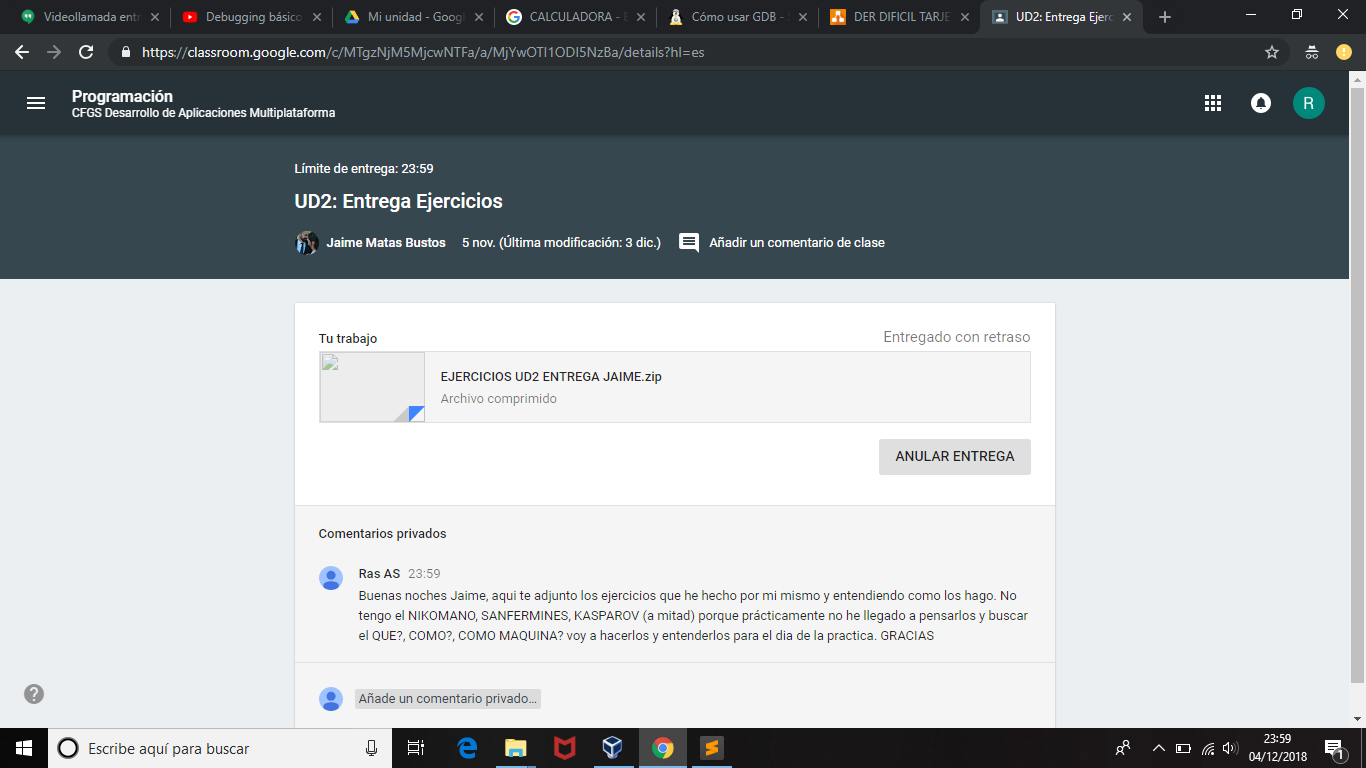 Videollamada entr
Debugging básico
Mi unidad - Goog
CALCULADORA - E
Cómo usar GDB -
DER DIFICIL TARJE
UD2: Entrega Ejerc
https://classroom.google.com/c/MTgzNjM5MjcwNTFa/a/MjYwOTI1ODI5NzBa/details?hl=es
Programación
CFGS Desarrollo de Aplicaciones Multiplataforma
R
Límite de entrega: 23:59
UD2: Entrega Ejercicios
Jaime Matas Bustos 5 nov. (Última modificación: 3 dic.) Añadir un comentario de clase
Tu trabajo
Entregado con retraso
EJERCICIOS UD2 ENTREGA JAIME.zip
Archivo comprimido
ANULAR ENTREGA
Comentarios privados
Ras AS 23:59
Buenas noches Jaime, aqui te adjunto los ejercicios que he hecho por mi mismo y entendiendo como los hago. No
tengo el NIKOMANO, SANFERMINES, KASPAROV (a mitad) porque prácticamente no he llegado a pensarlos y buscar
el QUE?, COMO?, COMO MAQUINA? voy a hacerlos y entenderlos para el dia de la practica. GRACIAS
Añade un comentario privado...
Escribe aquí para buscar
23:59
04/12/2018
1